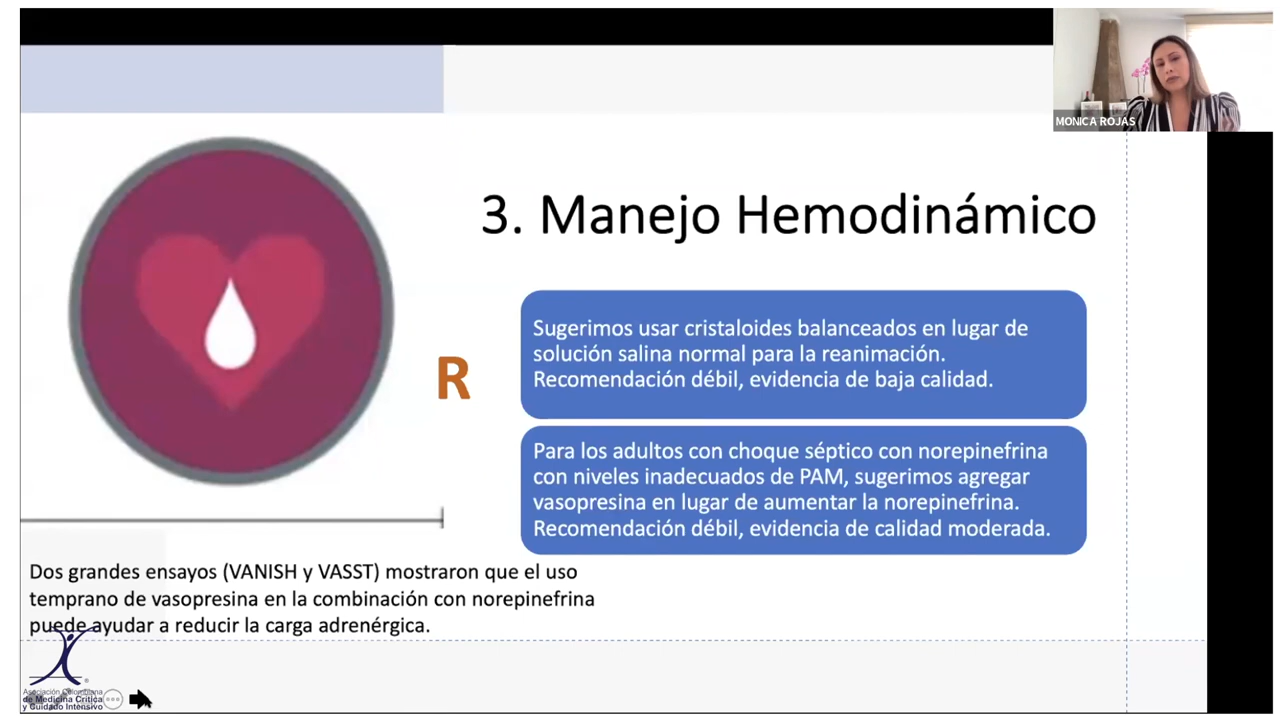 MONICA ROJAS
3. Manejo Hemodinámico
R
Sugerimos usar cristaloides balanceados en lugar de
solución salina normal para la reanimación.
Recomendación débil, evidencia de baja calidad.
Para los adultos con choque séptico con norepinefrina
con niveles inadecuados de PAM, sugerimos agregar
vasopresina en lugar de aumentar la norepinefrina.
Recomendación débil, evidencia de calidad moderada.
Dos grandes ensayos (VANISH y VASST) mostraron que el uso
temprano de vasopresina en la combinación con norepinefrina
puede ayudar a reducir la carga adrenérgica.
Asociación Colombiana
de Medicina Crítica
y Cuidado Intensivo